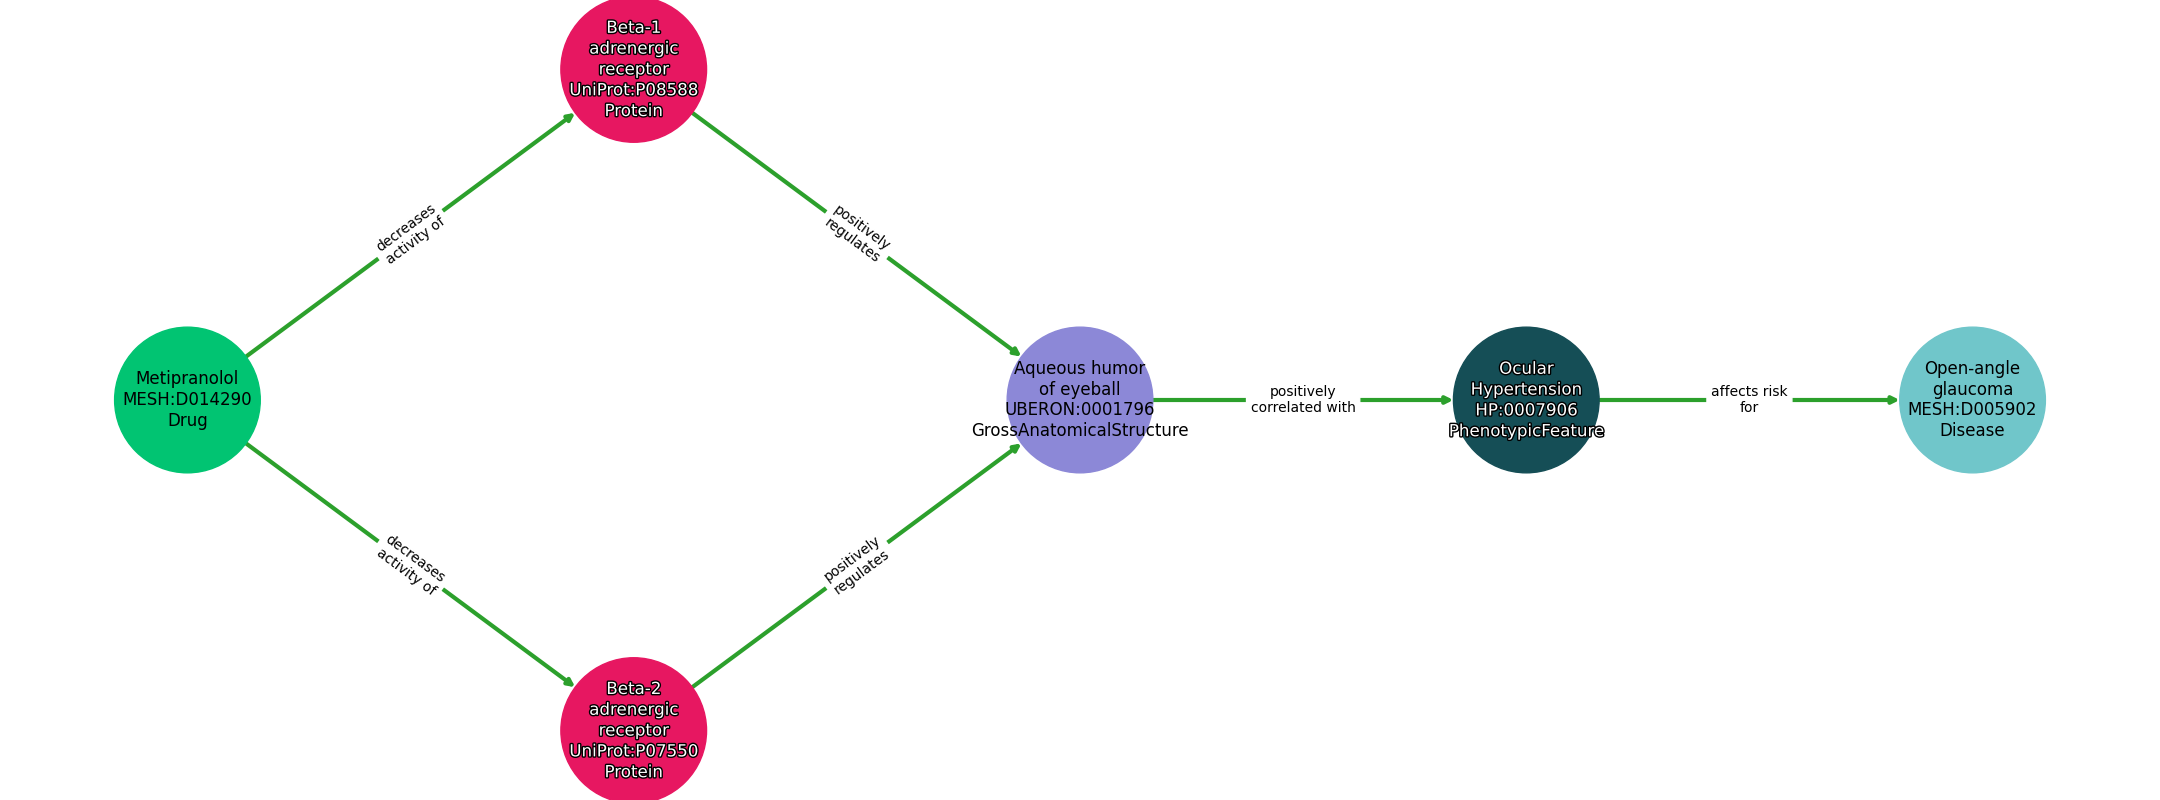 Beta-1
adrenergic
receptor
UniProt:P08588
Protein
decreases
activity of
positively
regulates
Metipranolol
MESH:D014290
Drug
Aqueous humor
of eyeball
UBERON:0001796
GrossAnatomicalStructure
positively
correlated with
Ocular
Hypertension
HP:0007906
PhenotypicFeature
affects risk
for
Open-angle
glaucoma
MESH:D005902
Disease
decreases
activity of
positively
regulates
Beta-2
adrenergic
receptor
UniProt:P07550
Protein